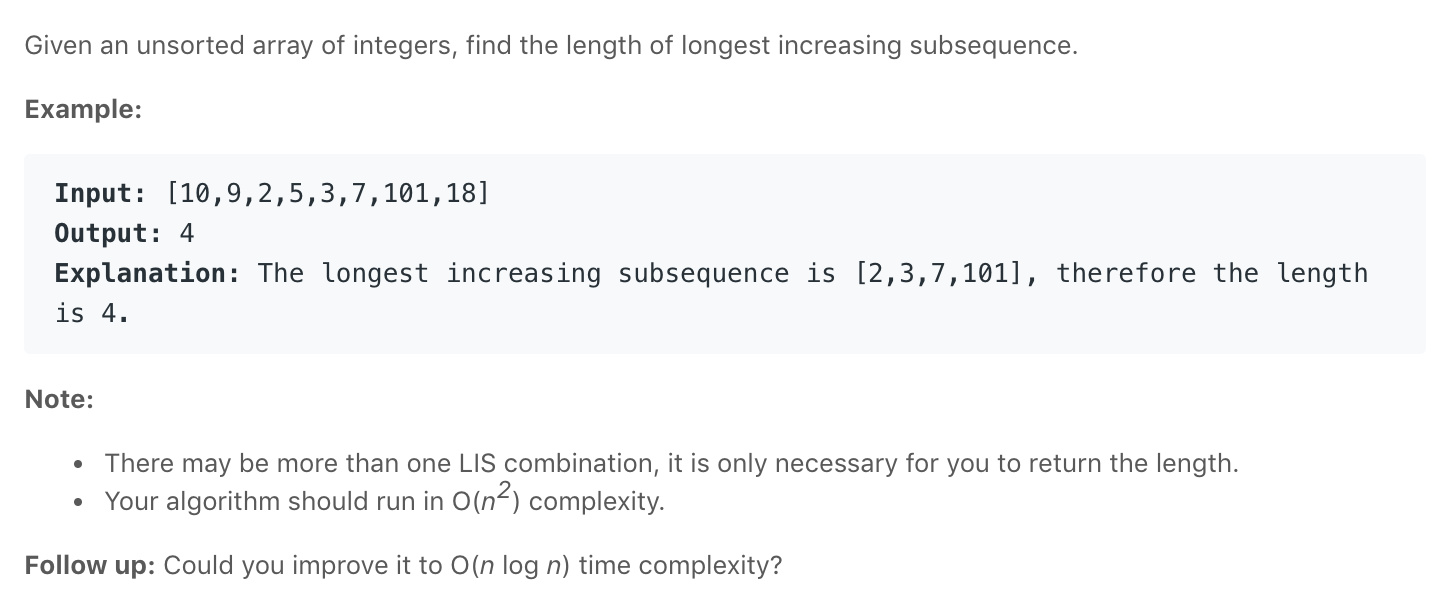 Given an unsorted array of integers, find the length of longest increasing subsequence.
Example:
Input: [10,9,2,5,3,7,101,18]
Output: 4
Explanation: The longest increasing subsequence is [2,3,7,101], therefore the length
is 4.
Note:
• There may be more than one LIS combination, it is only necessary for you to return the length.
• Your algorithm should run in O(n²) complexity.
Follow up: Could you improve it to O(n log n) time complexity?